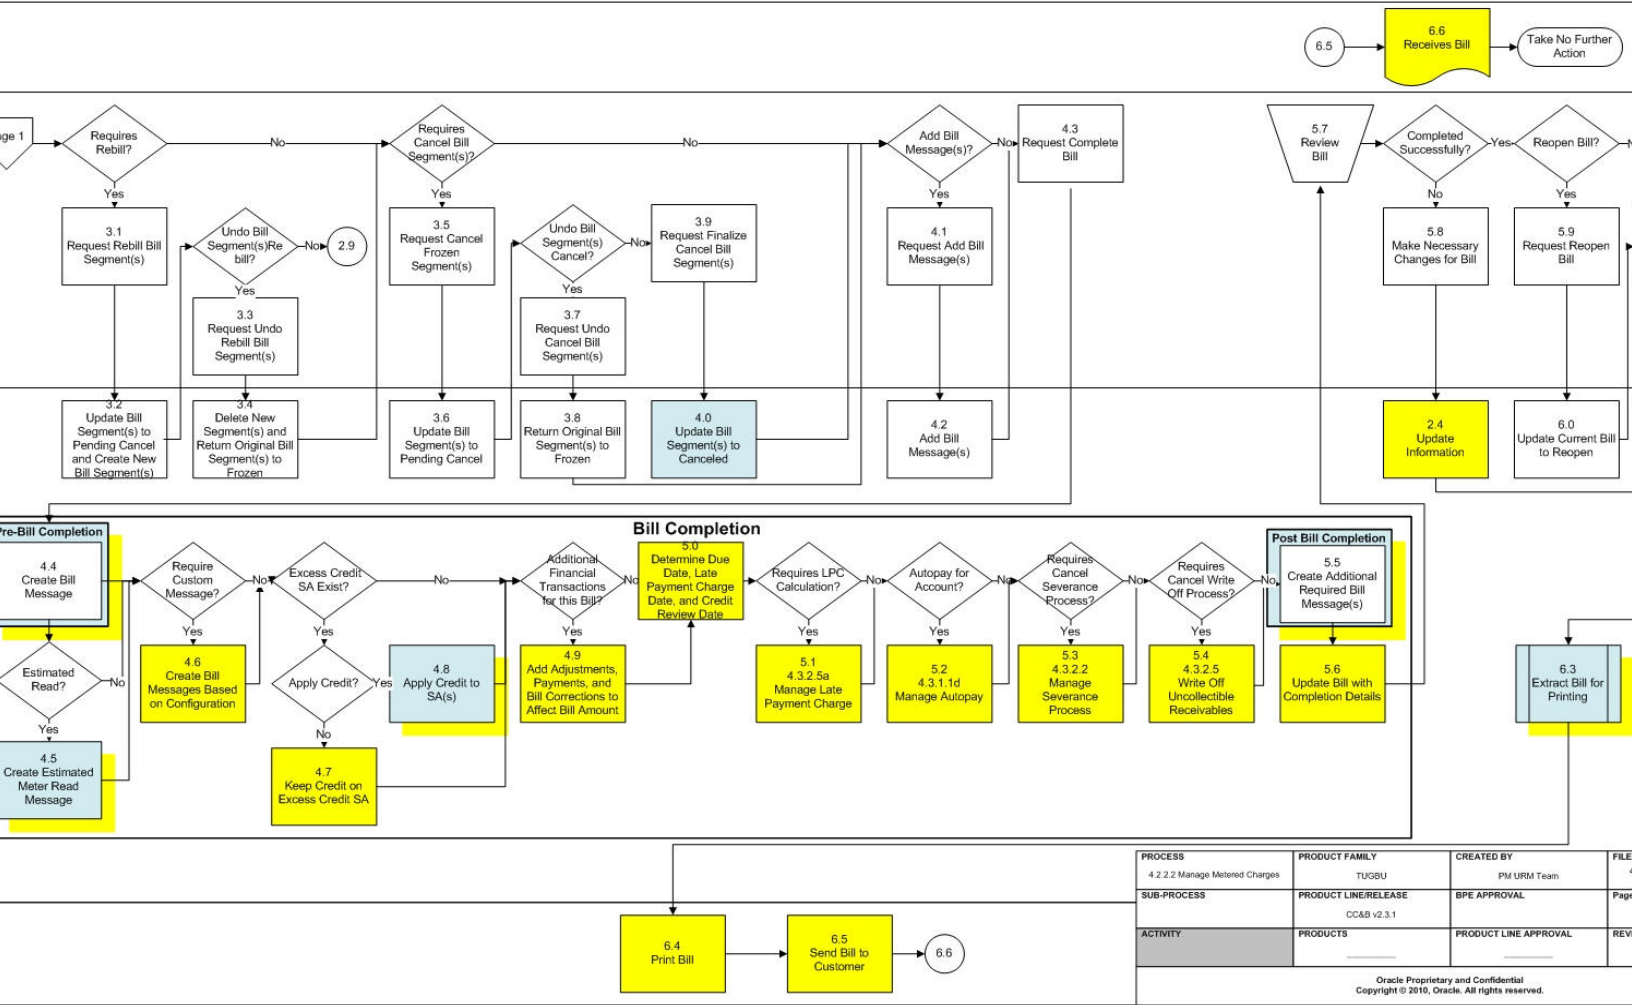 6.5
6.6
Receives Bill
Take No Further
Action
ge 1
Requires
Rebill?
No
Requires
Cancel Bill
Segment(s)?
No
Add Bill
Message(s)?
No
4.3
Request Complete
Bill
5.7
Review
Bill
Completed
Successfully?
Yes
Reopen Bill?
Yes
Yes
Yes
No
Yes
3.1
Request Rebill Bill
Segment(s)
Undo Bill
Segment(s)Re
bill?
No
2.9
3.5
Request Cancel
Frozen
Segment(s)
Undo Bill
Segment(s)
Cancel?
No
3.9
Request Finalize
Cancel Bill
Segment(s)
4.1
Request Add Bill
Message(s)
5.8
Make Necessary
Changes for Bill
5.9
Request Reopen
Bill
Yes
Yes
3.3
Request Undo
Rebill Bill
Segment(s)
3.7
Request Undo
Cancel Bill
Segment(s)
3.2
Update Bill
Segment(s) to
Pending Cancel
and Create New
Bill Segment(s)
3.4
Delete New
Segment(s) and
Return Original Bill
Segment(s) to
Frozen
3.6
Update Bill
Segment(s) to
Pending Cancel
3.8
Return Original Bill
Segment(s) to
Frozen
4.0
Update Bill
Segment(s) to
Canceled
4.2
Add Bill
Message(s)
2.4
Update
Information
6.0
Update Current Bill
to Reopen
Bill Completion
Pre-Bill Completion
4.4
Create Bill
Message
Require
Custom
Message?
No
Excess Credit
SA Exist?
No
Additional
Financial
Transactions
for this Bill?
No
5.0
Determine Due
Date, Late
Payment Charge
Date, and Credit
Review Date
Requires LPC
Calculation?
No
Autopay for
Account?
No
Requires
Cancel
Severance
Process?
No
Requires
Cancel Write
Off Process?
No
Post Bill Completion
5.5
Create Additional
Required Bill
Message(s)
Yes
Yes
Yes
Yes
Yes
Yes
Yes
Estimated
Read?
No
4.6
Create Bill
Messages Based
on Configuration
Apply Credit?
Yes
4.8
Apply Credit to
SA(s)
4.9
Add Adjustments,
Payments, and
Bill Corrections to
Affect Bill Amount
5.1
4.3.2.5a
Manage Late
Payment Charge
5.2
4.3.1.1d
Manage Autopay
5.3
4.3.2.2
Manage
Severance
Process
5.4
4.3.2.5
Write Off
Uncollectible
Receivables
5.6
Update Bill with
Completion Details
6.3
Extract Bill for
Printing
Yes
No
4.5
Create Estimated
Meter Read
Message
4.7
Keep Credit on
Excess Credit SA
6.4
Print Bill
6.5
Send Bill to
Customer
6.6
PROCESS
4.2.2.2 Manage Metered Charges
PRODUCT FAMILY
TUGBU
CREATED BY
PM URM Team
FILE
SUB-PROCESS
PRODUCT LINE/RELEASE
CC&B v2.3.1
BPE APPROVAL
Page
ACTIVITY
PRODUCTS
PRODUCT LINE APPROVAL
REV
Oracle Proprietary and Confidential
Copyright © 2010, Oracle. All rights reserved.